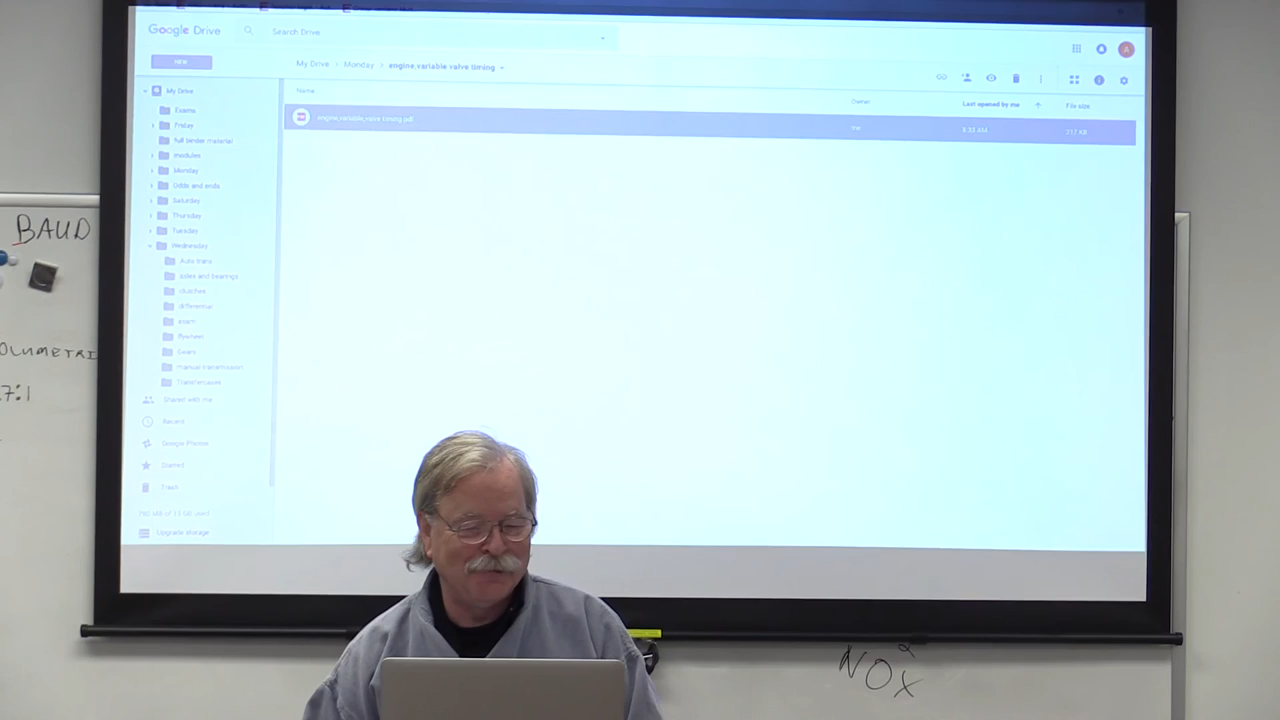 Google Drive
Search Drive
NEW
My Drive > Monday > engine,variable valve timing
Name
Owner
Last opened by me
File size
engine,variable,valve timing.pdf
me
8:33 AM
217 KB
My Drive
Exams
Friday
full binder material
modules
Monday
Odds and ends
Saturday
Thursday
Tuesday
Wednesday
Auto trans
axles and bearings
clutches
differential
exam
flywheel
Gears
manual transmission
Transfercase
Shared with me
Recent
Google Photos
Starred
Trash
Upgrade storage
A
BAUD
OLUMETRI
7:1
NOx